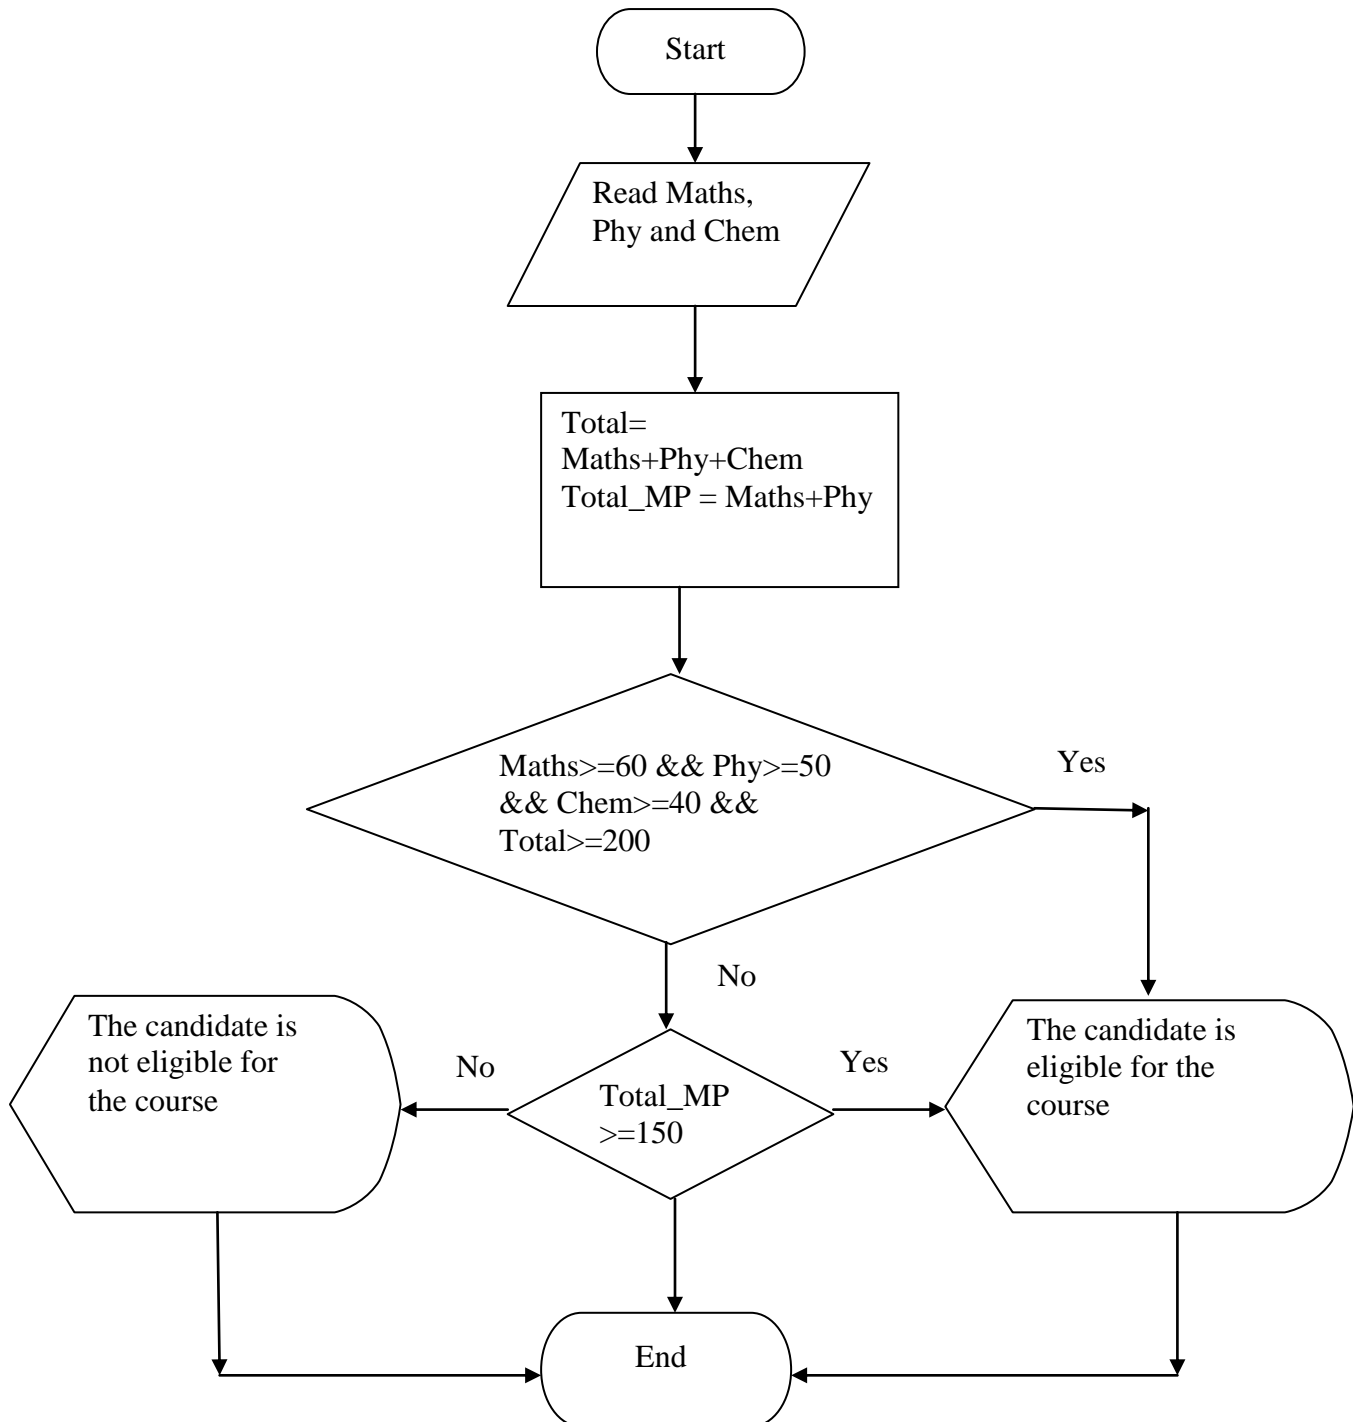 Start
Read Maths,
Phy and Chem
Total=
Maths+Phy+Chem
Total_MP = Maths+Phy
Maths>=60 && Phy>=50
&& Chem>=40 &&
Total>=200
Yes
No
The candidate is
not eligible for
the course
No
Total_MP
>=150
Yes
The candidate is
eligible for the
course
End